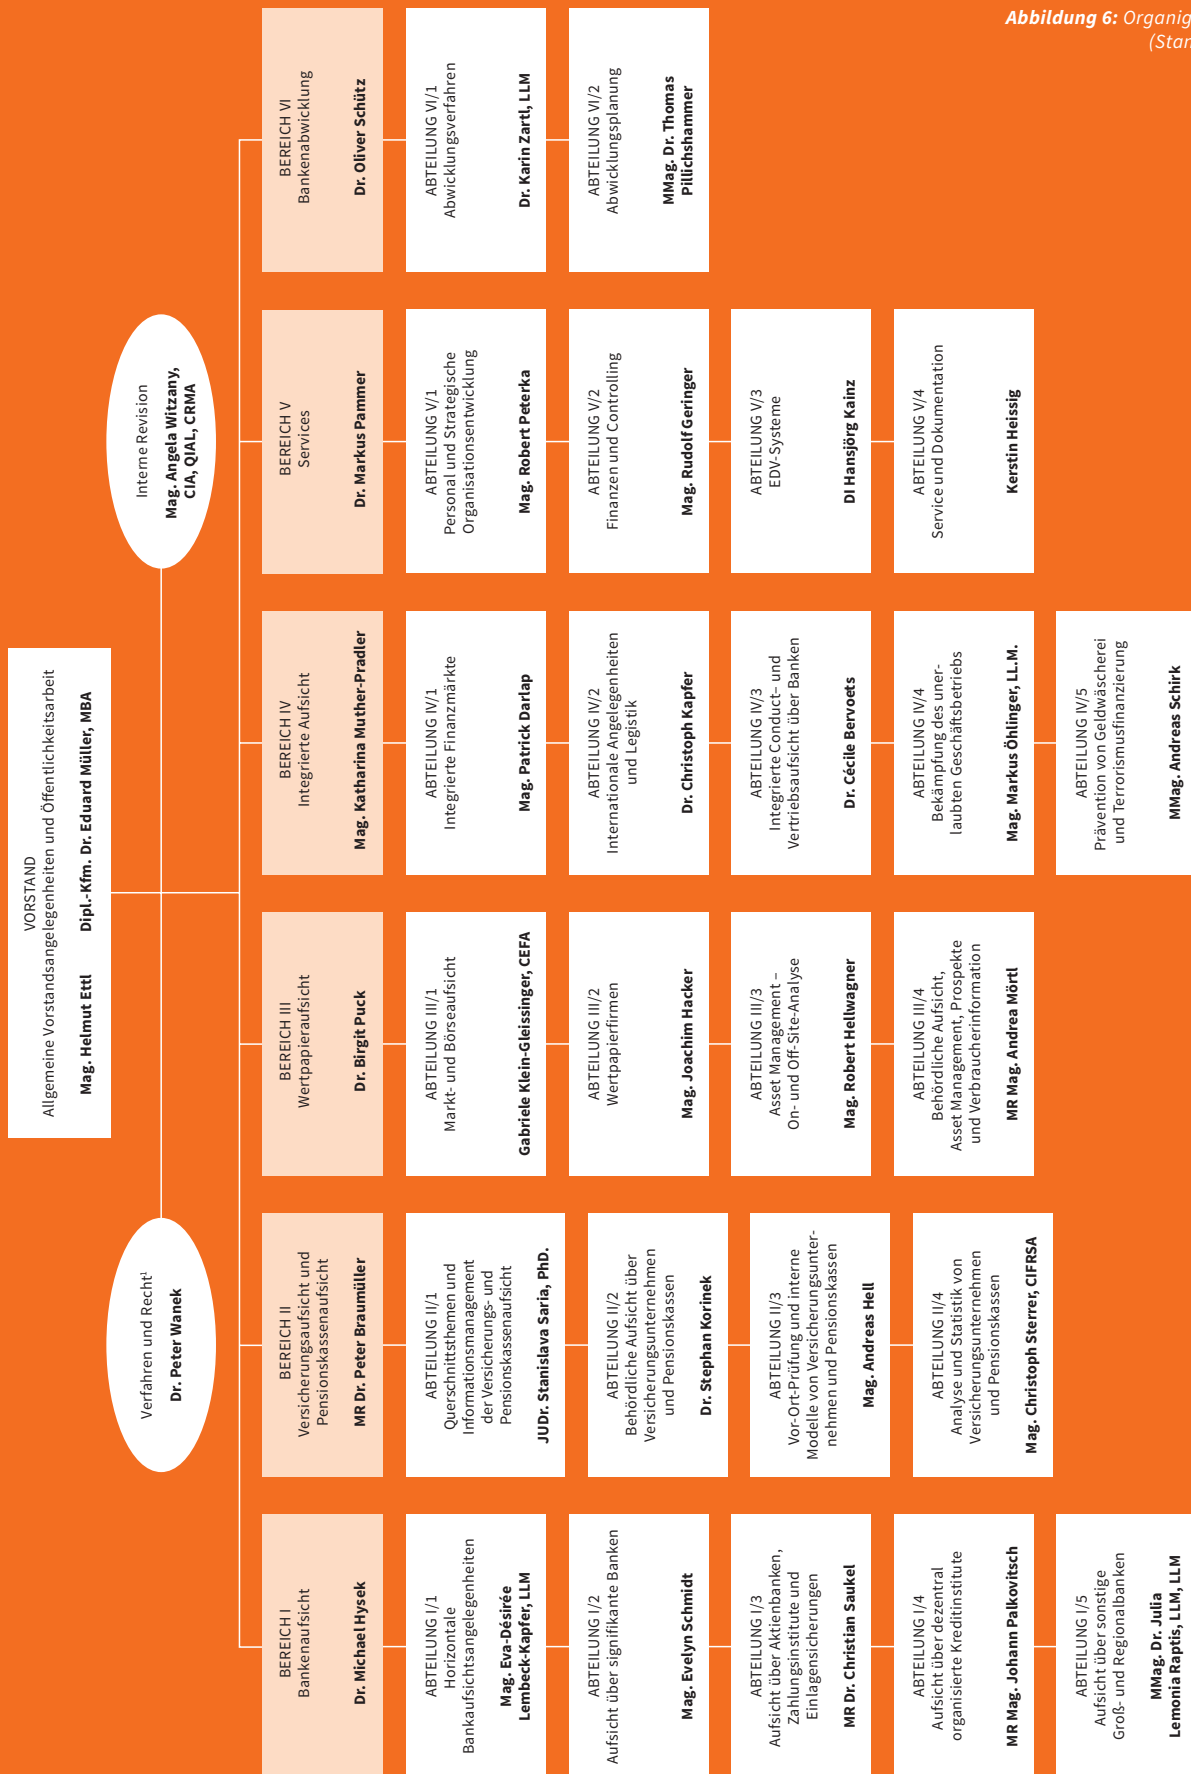 Abbildung 6: Organig
(Stan
VORSTAND
Allgemeine Vorstandsangelegenheiten und Öffentlichkeitsarbeit
Mag. Helmut Ettl
Dipl.-Kfm. Dr. Eduard Müller, MBA
Verfahren und Recht¹
Dr. Peter Wanek
Interne Revision
Mag. Angela Witzany,
CIA, QIAL, CRMA
BEREICH I
Bankenaufsicht
Dr. Michael Hysek
ABTEILUNG I/1
Horizontale
Bankaufsichtsangelegenheiten
Mag. Eva-Désirée
Lembeck-Kapfer, LLM
ABTEILUNG I/2
Aufsicht über signifikante Banken
Mag. Evelyn Schmidt
ABTEILUNG I/3
Aufsicht über Aktienbanken,
Zahlungsinstitute und
Einlagensicherungen
MR Dr. Christian Saukel
ABTEILUNG I/4
Aufsicht über dezentral
organisierte Kreditinstitute
MR Mag. Johann Palkovitsch
ABTEILUNG I/5
Aufsicht über sonstige
Groß- und Regionalbanken
MMag. Dr. Julia
Lemonia Raptis, LLM, LLM
BEREICH II
Versicherungsaufsicht und
Pensionskassenaufsicht
MR Dr. Peter Braumüller
ABTEILUNG II/1
Querschnittsthemen und
Informationsmanagement
der Versicherungs- und
Pensionskassenaufsicht
JUDr. Stanislava Saria, PhD.
ABTEILUNG II/2
Behördliche Aufsicht über
Versicherungsunternehmen
und Pensionskassen
Dr. Stephan Korinek
ABTEILUNG II/3
Vor-Ort-Prüfung und interne
Modelle von Versicherungsunter-
nehmen und Pensionskassen
Mag. Andreas Hell
ABTEILUNG II/4
Analyse und Statistik von
Versicherungsunternehmen
und Pensionskassen
Mag. Christoph Sterrer, CIFRSA
BEREICH III
Wertpapieraufsicht
Dr. Birgit Puck
ABTEILUNG III/1
Markt- und Börseaufsicht
Gabriele Klein-Gleissinger, CEFA
ABTEILUNG III/2
Wertpapierfirmen
Mag. Joachim Hacker
ABTEILUNG III/3
Asset Management –
On- und Off-Site-Analyse
Mag. Robert Hellwagner
ABTEILUNG III/4
Behördliche Aufsicht,
Asset Management, Prospekte
und Verbraucherinformation
MR Mag. Andrea Mörtl
BEREICH IV
Integrierte Aufsicht
Mag. Katharina Muther-Pradler
ABTEILUNG IV/1
Integrierte Finanzmärkte
Mag. Patrick Darlap
ABTEILUNG IV/2
Internationale Angelegenheiten
und Legistik
Dr. Christoph Kapfer
ABTEILUNG IV/3
Integrierte Conduct– und
Vertriebsaufsicht über Banken
Dr. Cécile Bervoets
ABTEILUNG IV/4
Bekämpfung des uner-
laubten Geschäftsbetriebs
Mag. Markus Öhlinger, LL.M.
ABTEILUNG IV/5
Prävention von Geldwäscherei
und Terrorismusfinanzierung
MMag. Andreas Schirk
BEREICH V
Services
Dr. Markus Pammer
ABTEILUNG V/1
Personal und Strategische
Organisationsentwicklung
Mag. Robert Peterka
ABTEILUNG V/2
Finanzen und Controlling
Mag. Rudolf Geringer
ABTEILUNG V/3
EDV-Systeme
DI Hansjörg Kainz
ABTEILUNG V/4
Service und Dokumentation
Kerstin Heissig
BEREICH VI
Bankenabwicklung
Dr. Oliver Schütz
ABTEILUNG VI/1
Abwicklungsverfahren
Dr. Karin Zartl, LLM
ABTEILUNG VI/2
Abwicklungsplanung
MMag. Dr. Thomas
Pillichshammer